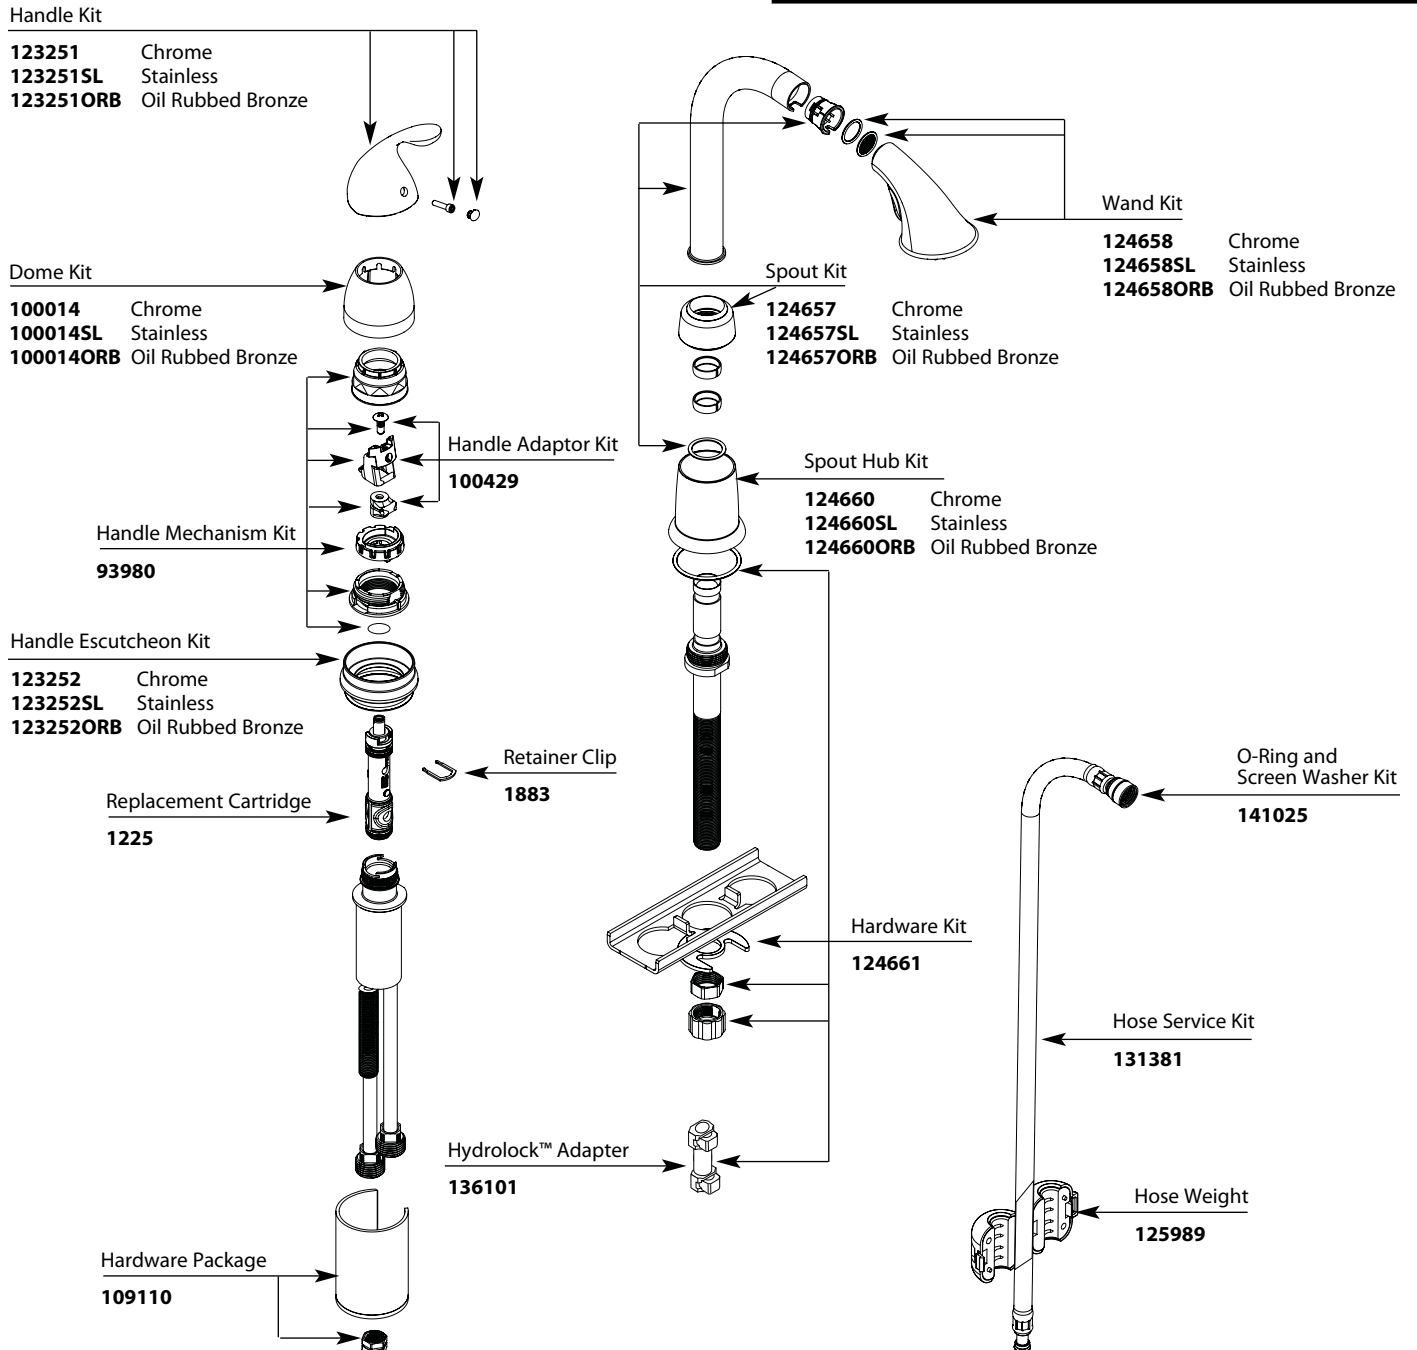 Handle Kit
123251 Chrome
123251SL Stainless
123251ORB Oil Rubbed Bronze
Dome Kit
100014 Chrome
100014SL Stainless
100014ORB Oil Rubbed Bronze
Handle Adaptor Kit
100429
Handle Mechanism Kit
93980
Handle Escutcheon Kit
123252 Chrome
123252SL Stainless
123252ORB Oil Rubbed Bronze
Retainer Clip
1883
Replacement Cartridge
1225
Hardware Package
109110
Wand Kit
124658 Chrome
124658SL Stainless
124658ORB Oil Rubbed Bronze
Spout Kit
124657 Chrome
124657SL Stainless
124657ORB Oil Rubbed Bronze
Spout Hub Kit
124660 Chrome
124660SL Stainless
124660ORB Oil Rubbed Bronze
Hardware Kit
124661
Hydrolock™ Adapter
136101
O-Ring and
Screen Washer Kit
141025
Hose Service Kit
131381
Hose Weight
125989